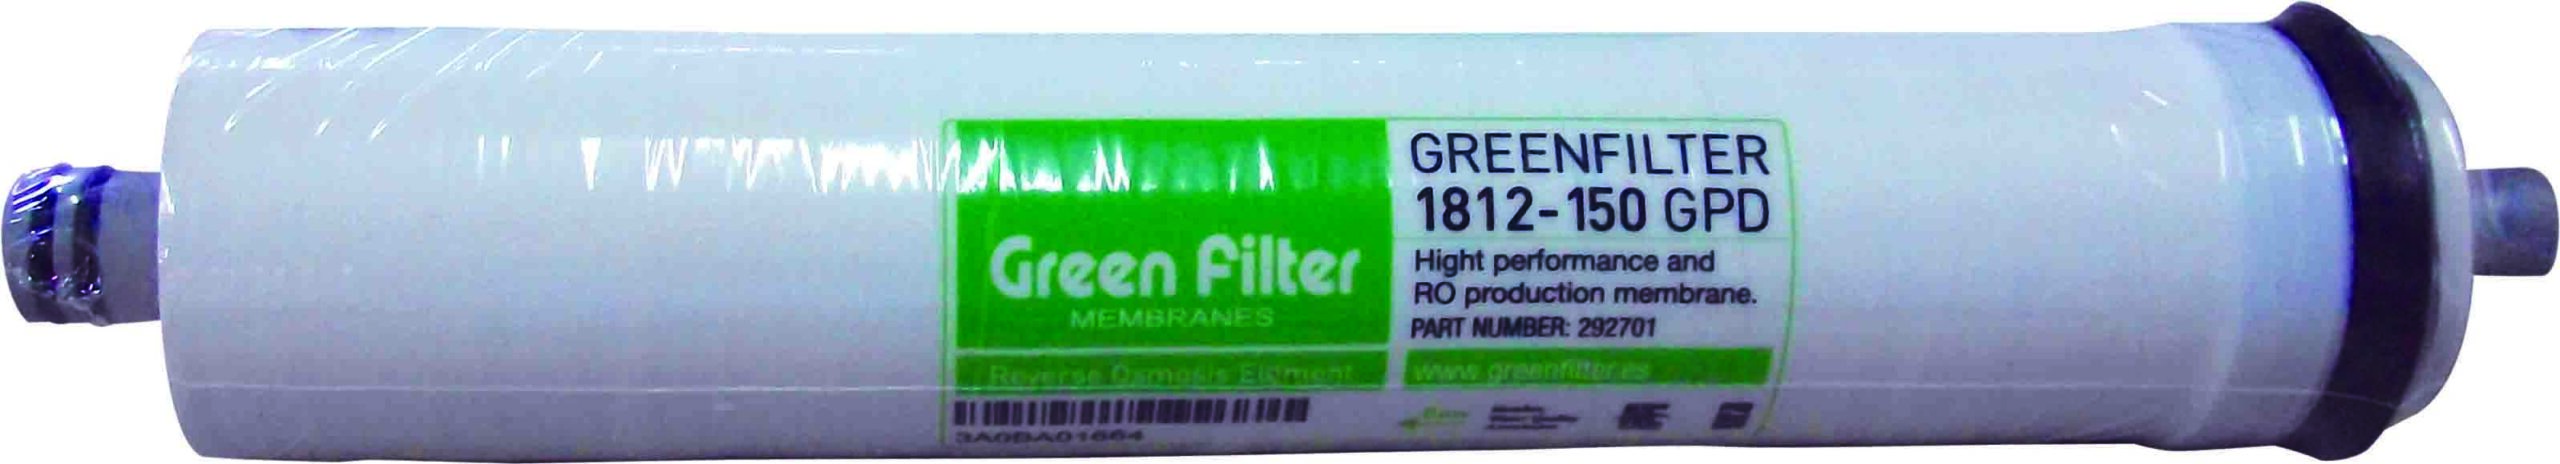 Green Filter
MEMBRANES
Reverse Osmosis Element
3A0BA01664
GREENFILTER
1812-150 GPD
Hight performance and
RO production membrane.
PART NUMBER: 292701
www.greenfilter.es